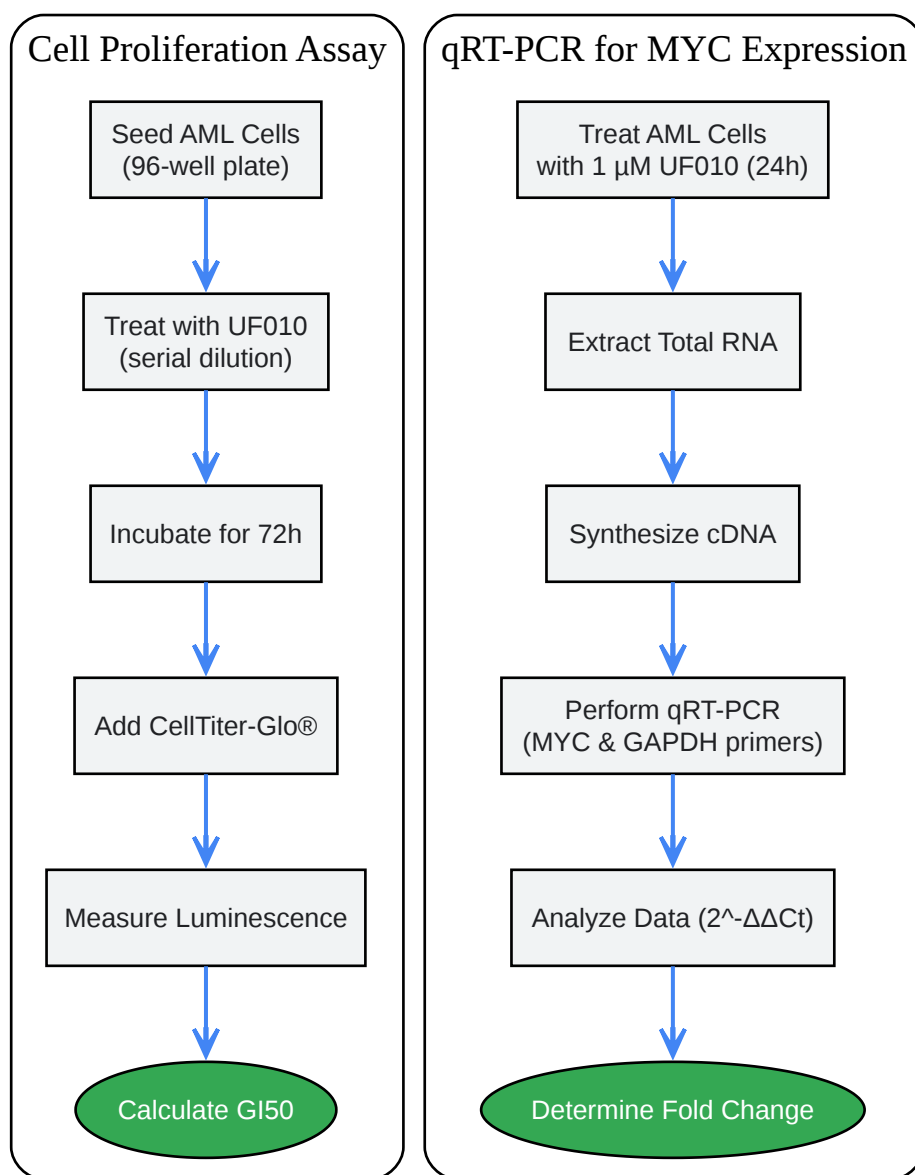 Cell Proliferation Assay
Seed AML Cells
(96-well plate)
Treat with UF010
(serial dilution)
Incubate for 72h
Add CellTiter-Glo®
Measure Luminescence
Calculate GI50
qRT-PCR for MYC Expression
Treat AML Cells
with 1 µM UF010 (24h)
Extract Total RNA
Synthesize cDNA
Perform qRT-PCR
(MYC & GAPDH primers)
Analyze Data (2^-ΔΔCt)
Determine Fold Change